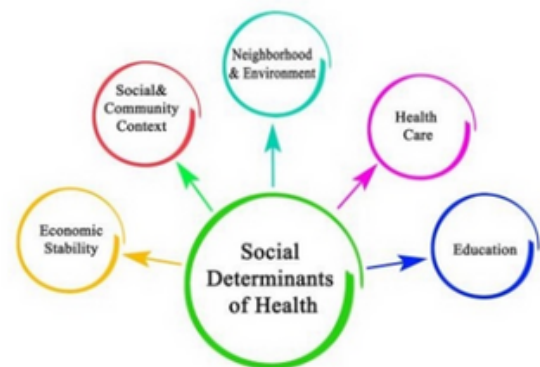 Neighborhood
& Environment
Social&
Community
Context
Health
Care
Economic
Stability
Education
Social
Determinants
of Health